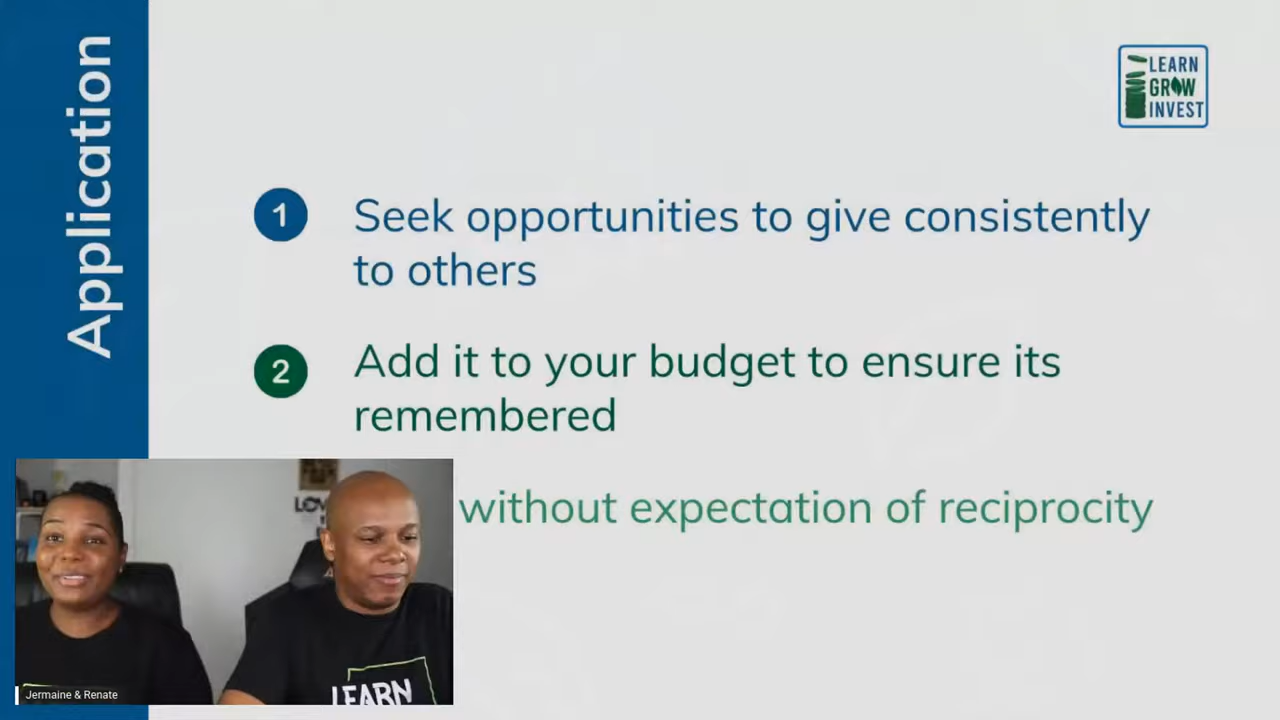 Application
LEARN
GROW
INVEST
1
Seek opportunities to give consistently
to others
2
Add it to your budget to ensure its
remembered
without expectation of reciprocity
LOV
LEARN
Jermaine & Renate